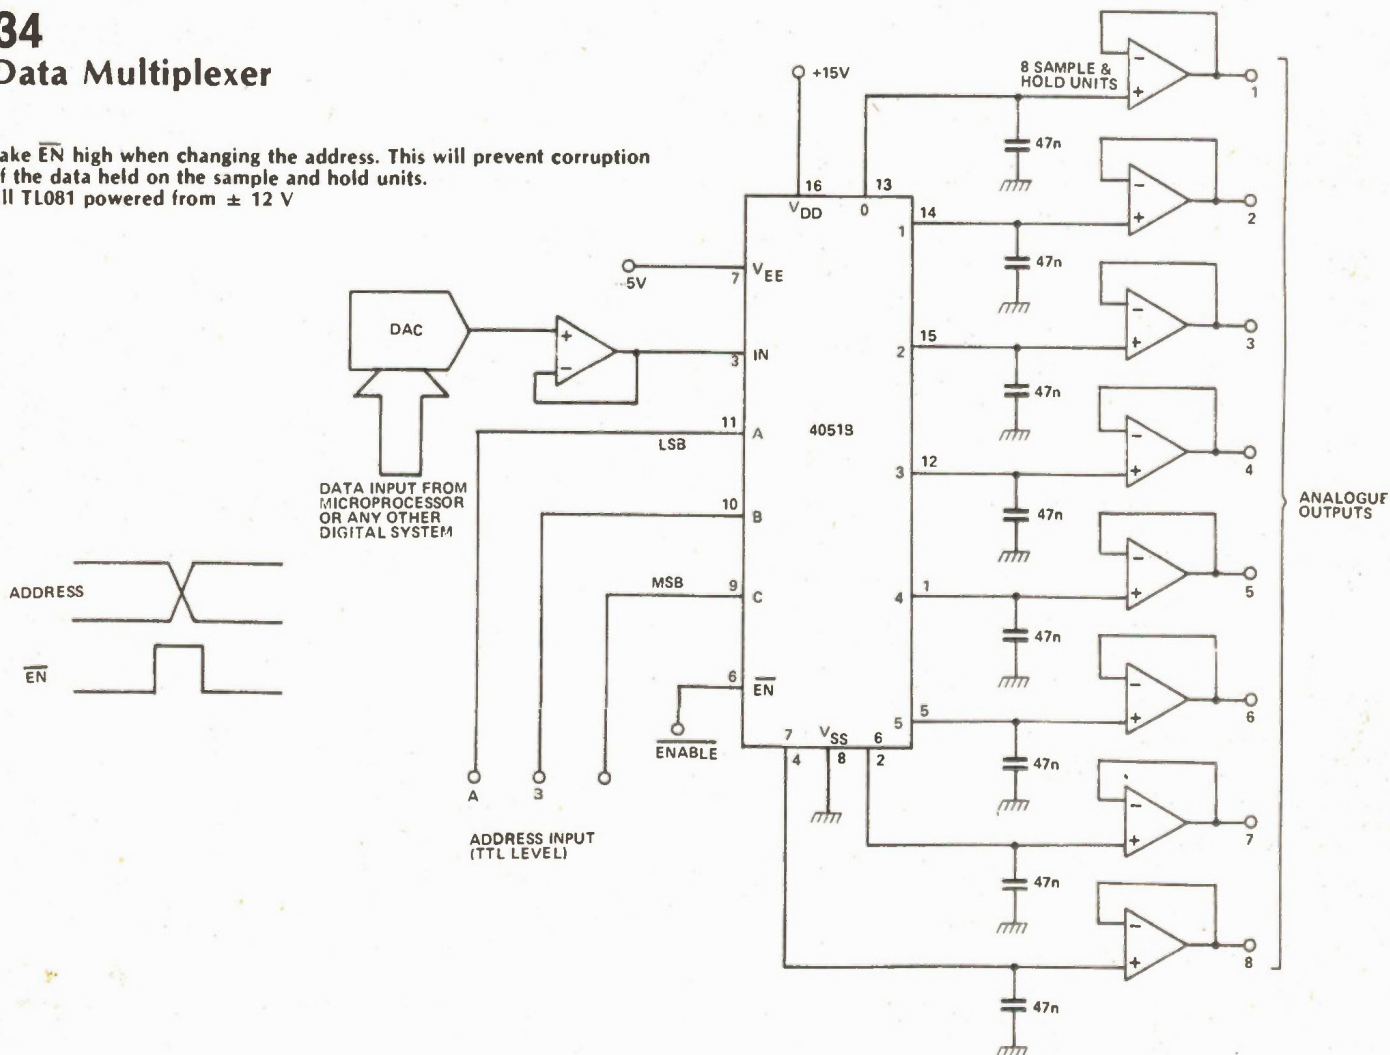 34
Data Multiplexer
ake EN high when changing the address. This will prevent corruption
f the data held on the sample and hold units.
ll TL081 powered from ± 12 V
+15V
8 SAMPLE &
HOLD UNITS
1
47n
16
13
VDD
0
14
1
2
47n
-5V
7
VEE
DAC
3
IN
15
2
3
47n
11
A
LSB
4051B
12
3
4
47n
DATA INPUT FROM
MICROPROCESSOR
OR ANY OTHER
DIGITAL SYSTEM
10
B
ANALOGUE
OUTPUTS
MSB
9
C
1
4
5
47n
ADDRESS
EN
6
EN
ENABLE
5
5
6
47n
7
VSS
6
4
8
2
A
3
ADDRESS INPUT
(TTL LEVEL)
7
47n
8
47n
+
-
+
-
+
-
+
-
+
-
+
-
+
-
+
-
+
-